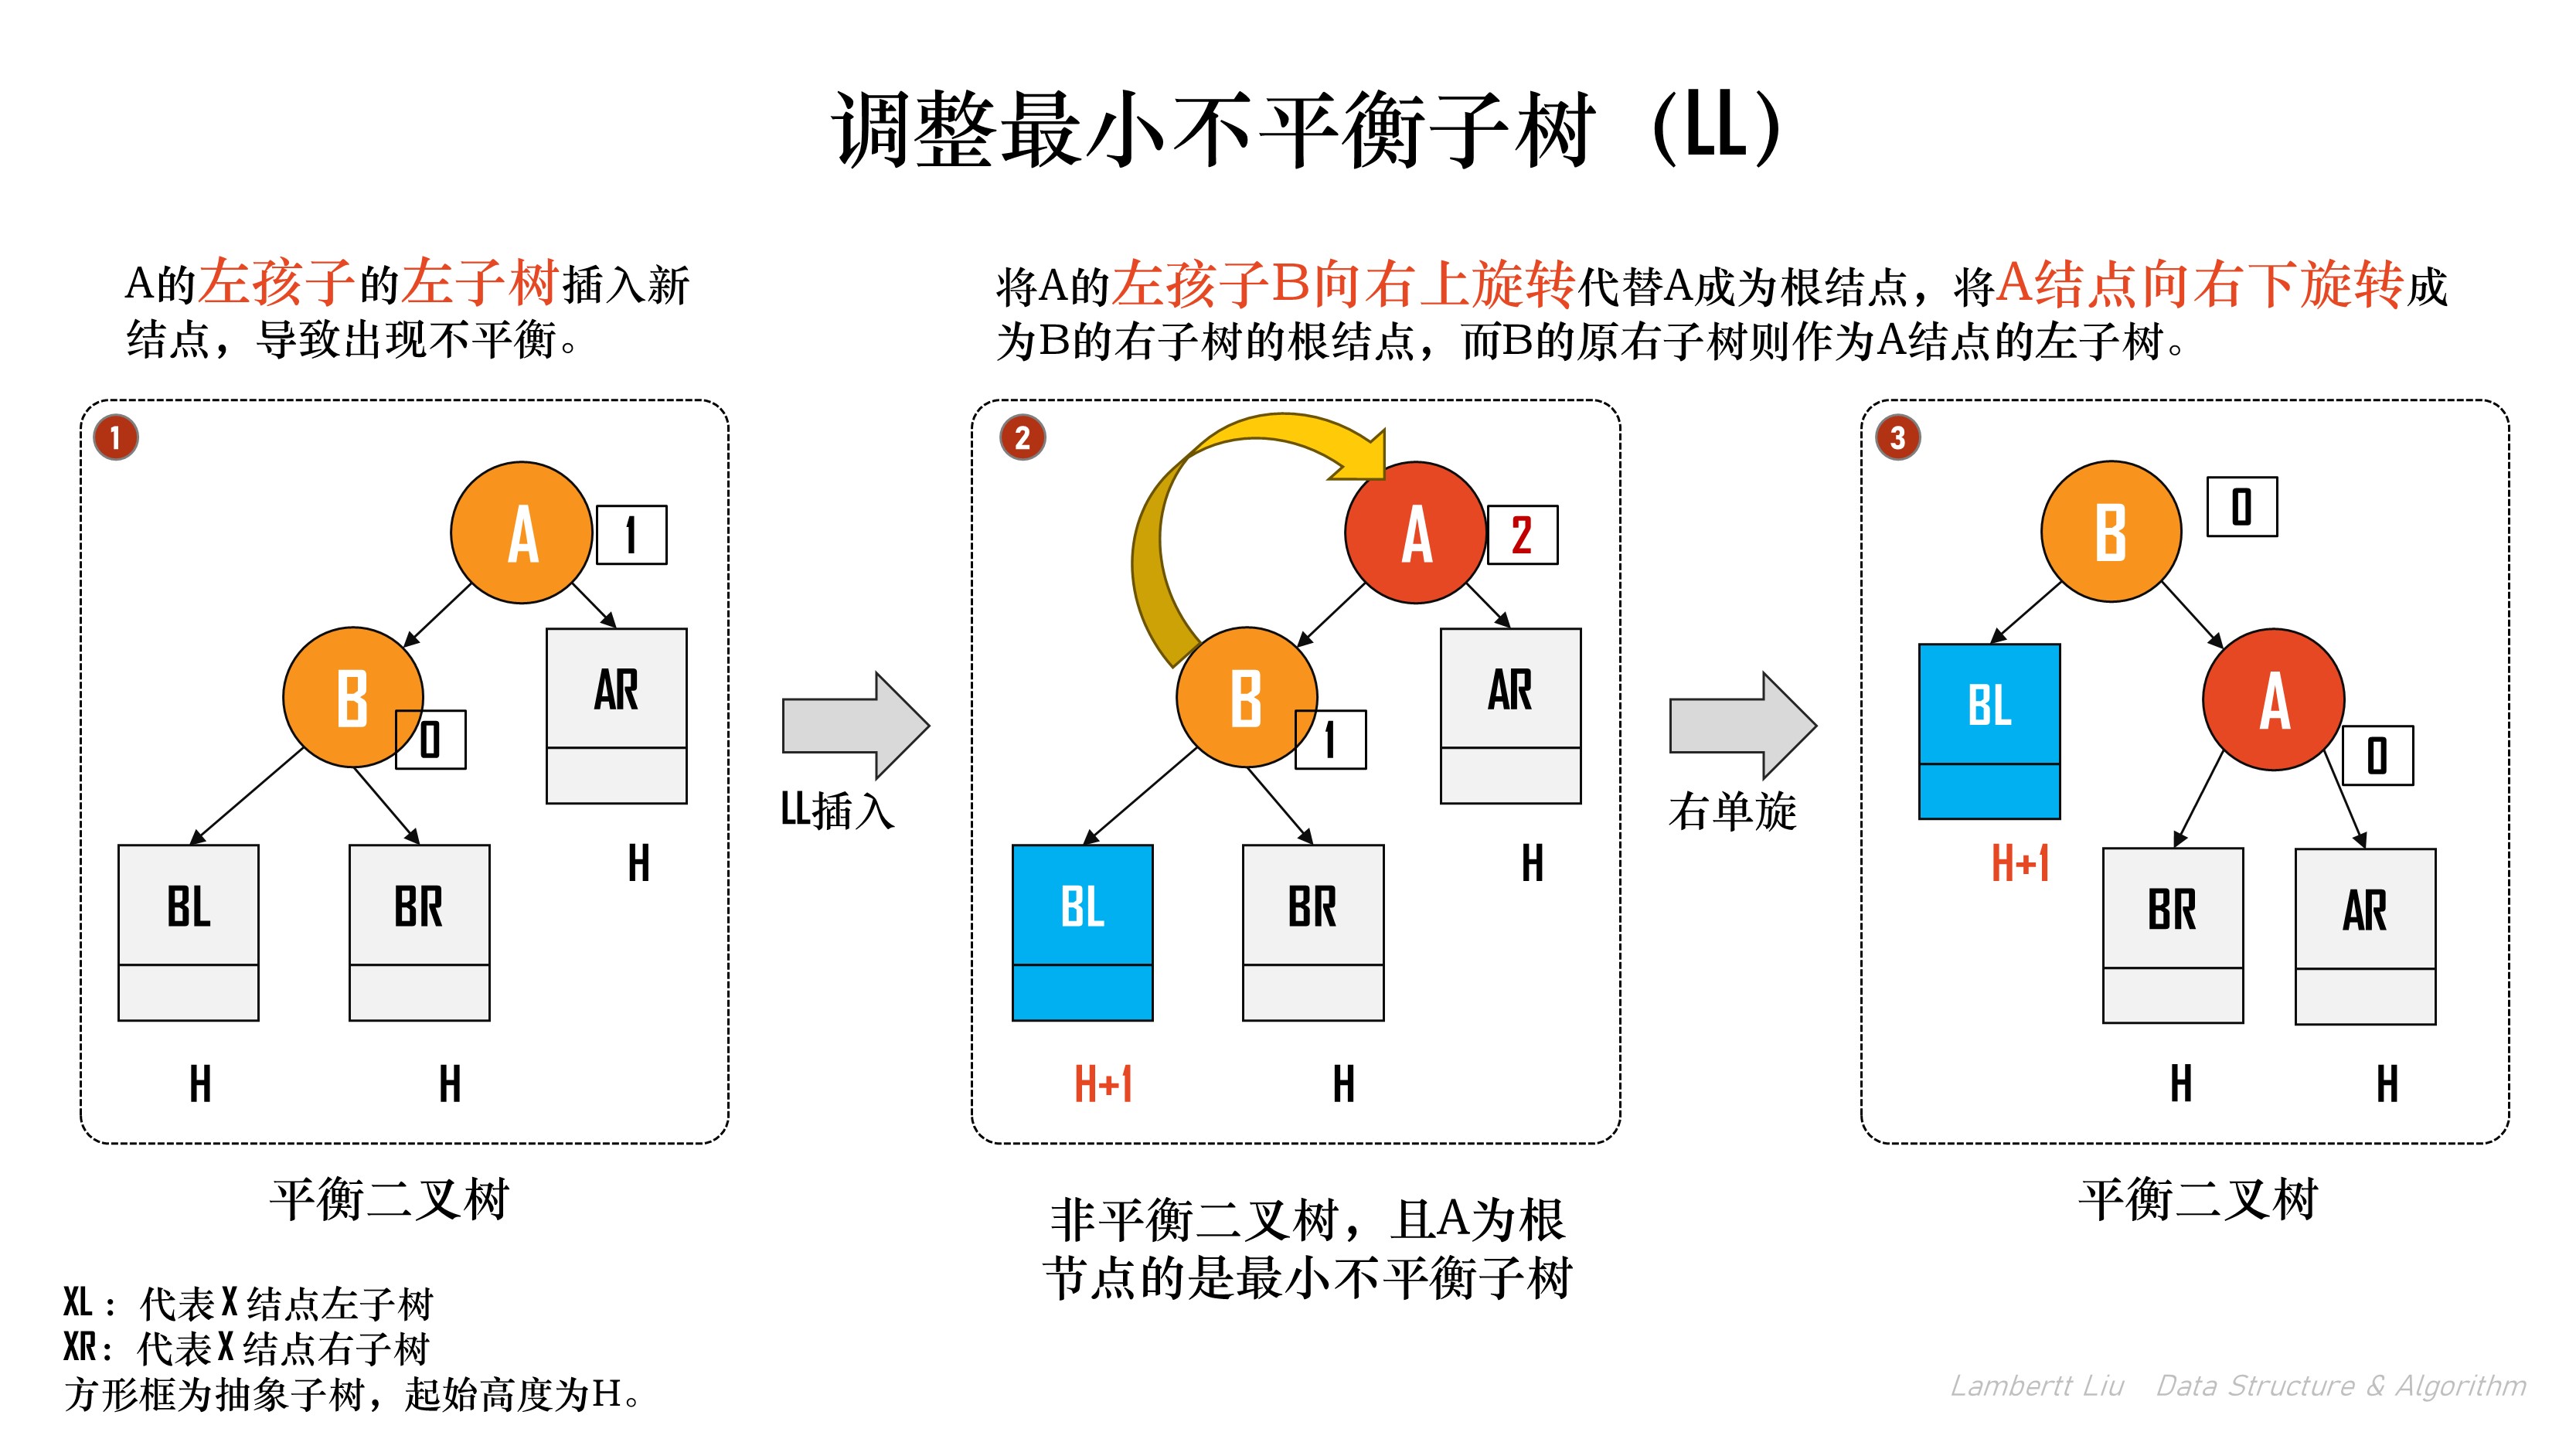 调整最小不平衡子树（LL）
A的左孩子的左子树插入新
结点，导致出现不平衡。
将A的左孩子B向右上旋转代替A成为根结点，将A结点向右下旋转成
为B的右子树的根结点，而B的原右子树则作为A结点的左子树。
1
A
1
B
0
AR
H
BL
BR
H
H
平衡二叉树
LL插入
2
A
2
B
1
AR
H
BL
BR
H+1
H
非平衡二叉树，且A为根
节点的是最小不平衡子树
右单旋
3
B
0
BL
A
0
H+1
BR
AR
H
H
平衡二叉树
XL：代表X结点左子树
XR：代表X结点右子树
方形框为抽象子树，起始高度为H。
Lambertt Liu Data Structure & Algorithm